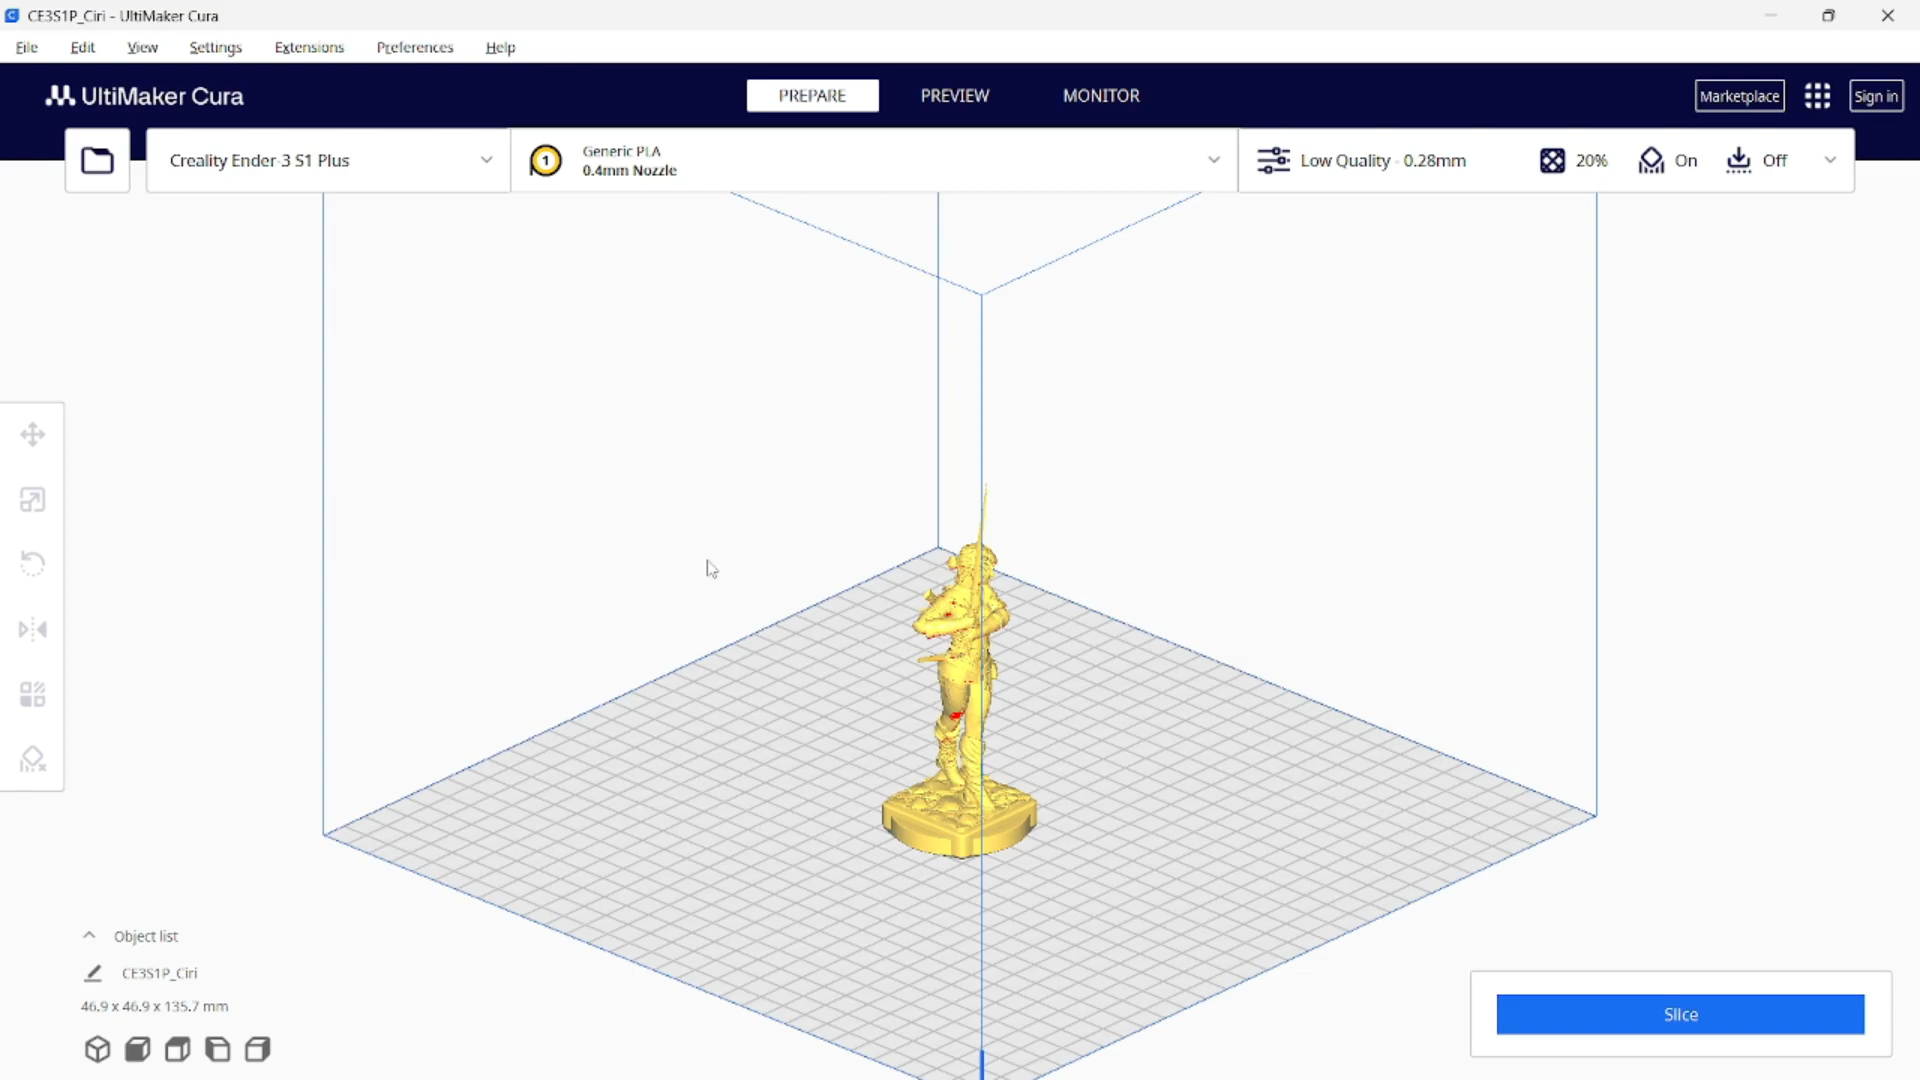 CE3S1P_Ciri - UltiMaker Cura
File Edit View Settings Extensions Preferences Help
UltiMaker Cura
PREPARE PREVIEW MONITOR
Marketplace Sign in
Creality Ender-3 S1 Plus
1
Generic PLA
0.4mm Nozzle
Low Quality - 0.28mm 20% On Off
Object list
CE3S1P_Ciri
46.9 x 46.9 x 135.7 mm
Slice